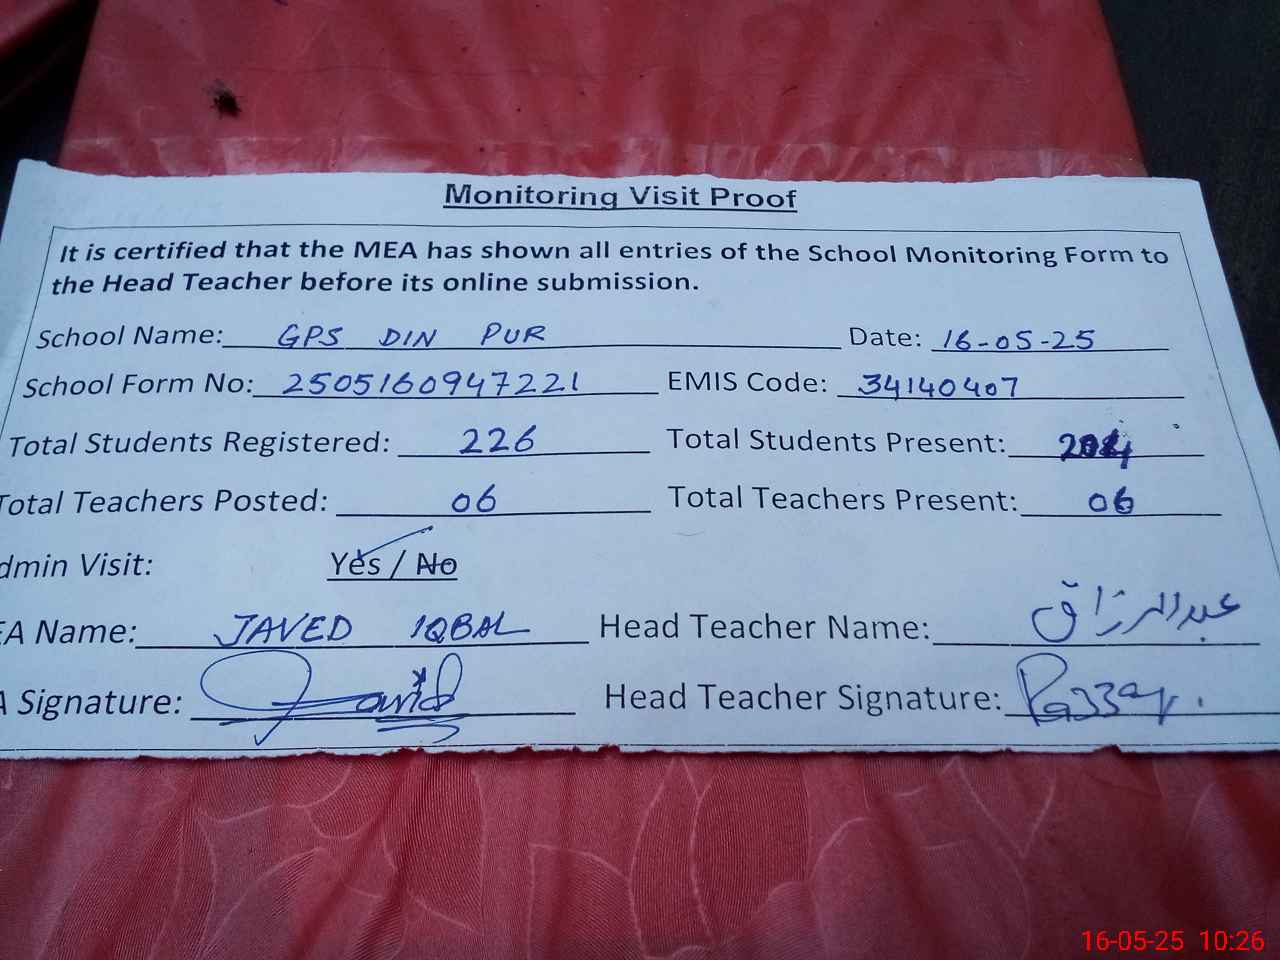 Monitoring Visit Proof
It is certified that the MEA has shown all entries of the School Monitoring Form to
the Head Teacher before its online submission.
School Name: GPS DIN PUR Date: 16-05-25
School Form No: 2505160947221 EMIS Code: 34140407
Total Students Registered: 226 Total Students Present:
Total Teachers Posted: 06 Total Teachers Present: 06
dmin Visit: Yes / No
EA Name: JAVED IQBAL Head Teacher Name: عبدالرزاق
A Signature: Javid Head Teacher Signature: Razzaq.
16-05-25 10:26